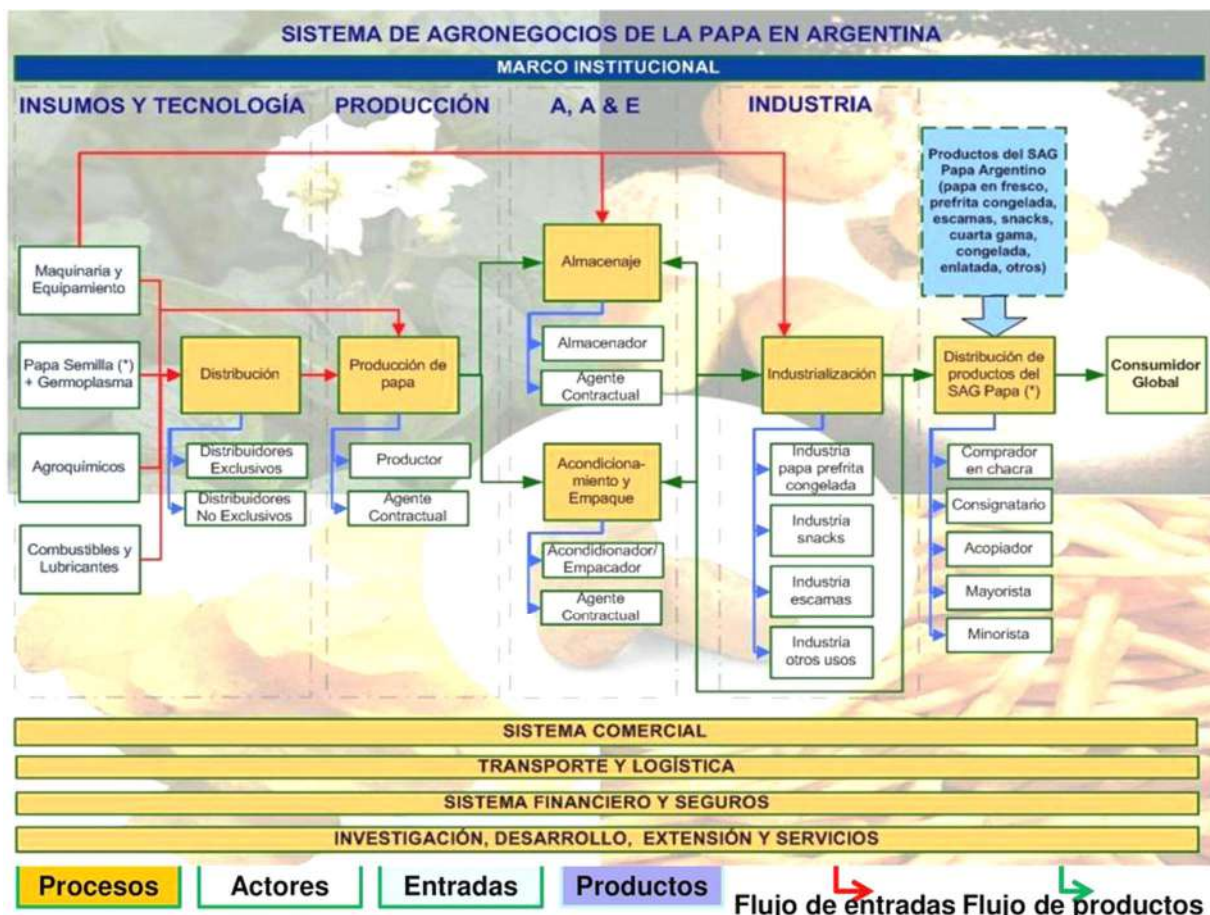 SISTEMA DE AGRONEGOCIOS DE LA PAPA EN ARGENTINA
MARCO INSTITUCIONAL
INSUMOS Y TECNOLOGÍA
PRODUCCIÓN
A, A & E
INDUSTRIA
Productos del SAG
Papa Argentino
(papa en fresco,
prefrita congelada,
escamas, snacks,
cuarta gama,
congelada,
enlatada, otros)
Maquinaria y
Equipamiento
Papa Semilla (*)
+ Germoplasma
Agroquímicos
Combustibles y
Lubricantes
Distribución
Distribuidores
Exclusivos
Distribuidores
No Exclusivos
Producción de
papa
Productor
Agente
Contractual
Almacenaje
Almacenador
Agente
Contractual
Acondiciona-
miento y
Empaque
Acondidionador/
Empacador
Agente
Contractual
Industrialización
Industria
papa prefrita
congelada
Industria
snacks
Industria
escamas
Industria
otros usos
Distribución de
productos del
SAG Papa (*)
Comprador
en chacra
Consignatario
Acopiador
Mayorista
Minorista
Consumidor
Global
SISTEMA COMERCIAL
TRANSPORTE Y LOGÍSTICA
SISTEMA FINANCIERO Y SEGUROS
INVESTIGACIÓN, DESARROLLO, EXTENSIÓN Y SERVICIOS
Procesos
Actores
Entradas
Productos
Flujo de entradas
Flujo de productos